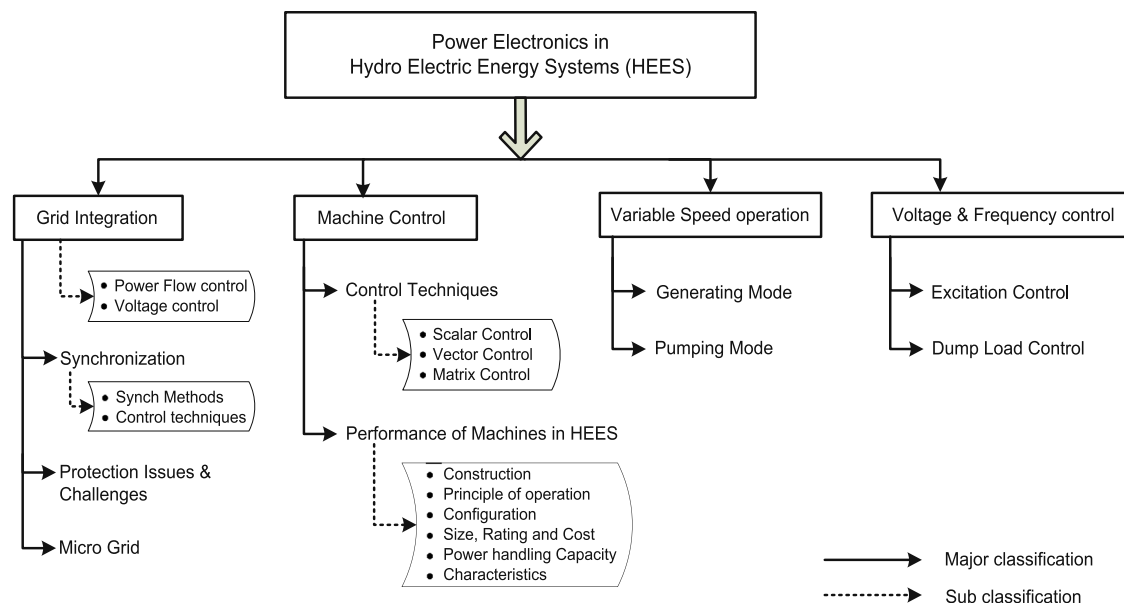 Power Electronics in
Hydro Electric Energy Systems (HEES)
Grid Integration
• Power Flow control
• Voltage control
Synchronization
• Synch Methods
• Control techniques
Protection Issues &
Challenges
Micro Grid
Machine Control
Control Techniques
• Scalar Control
• Vector Control
• Matrix Control
Performance of Machines in HEES
• Construction
• Principle of operation
• Configuration
• Size, Rating and Cost
• Power handling Capacity
• Characteristics
Variable Speed operation
Generating Mode
Pumping Mode
Voltage & Frequency control
Excitation Control
Dump Load Control
Major classification
Sub classification